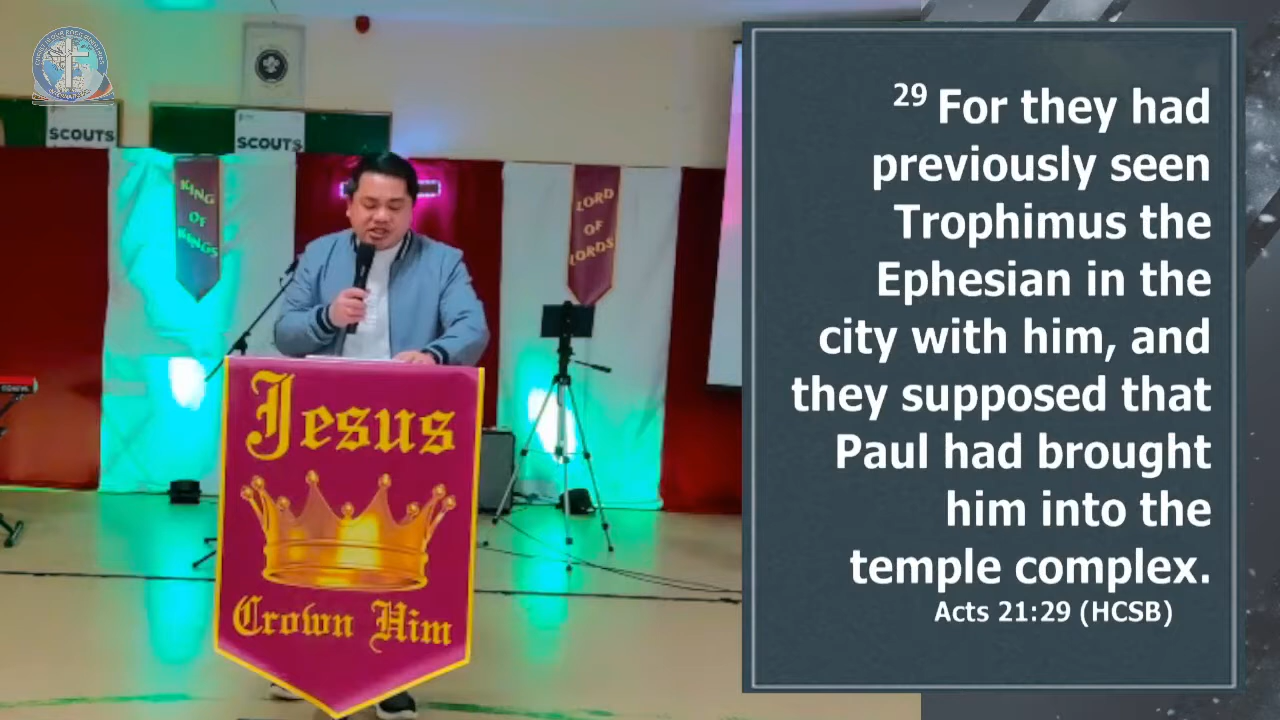 SCOUTS
SCOUTS
KING
OF
KINGS
LORD
OF
LORDS
Jesus
Crown Him
29 For they had
previously seen
Trophimus the
Ephesian in the
city with him, and
they supposed that
Paul had brought
him into the
temple complex.
Acts 21:29 (HCSB)